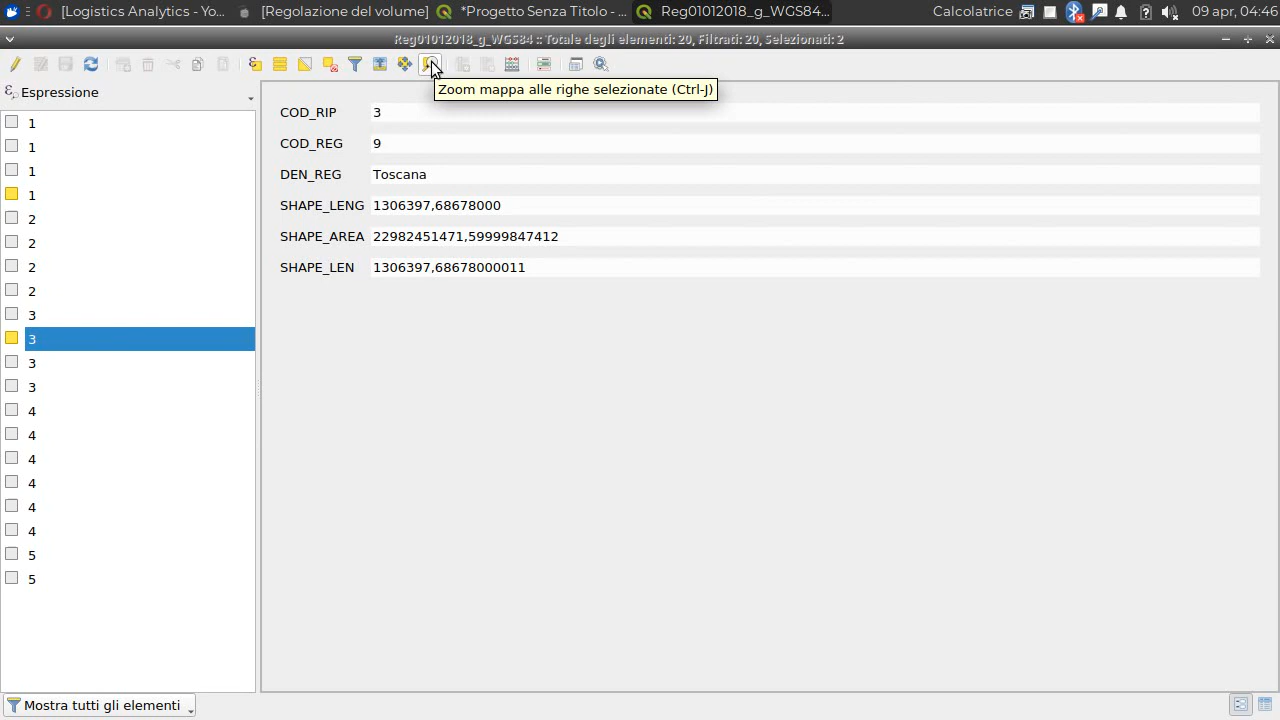 [Logistics Analytics - Yo...
[Regolazione del volume]
*Progetto Senza Titolo - ...
Reg01012018_g_WGS84...
Calcolatrice
09 apr, 04:46
Reg01012018_g_WGS84 :: Totale degli elementi: 20, Filtrati: 20, Selezionati: 2
Zoom mappa alle righe selezionate (Ctrl-J)
Espressione
1
1
1
1
2
2
2
2
3
3
3
3
4
4
4
4
4
4
5
5
COD_RIP 3
COD_REG 9
DEN_REG Toscana
SHAPE_LENG 1306397,68678000
SHAPE_AREA 22982451471,59999847412
SHAPE_LEN 1306397,68678000011
Mostra tutti gli elementi